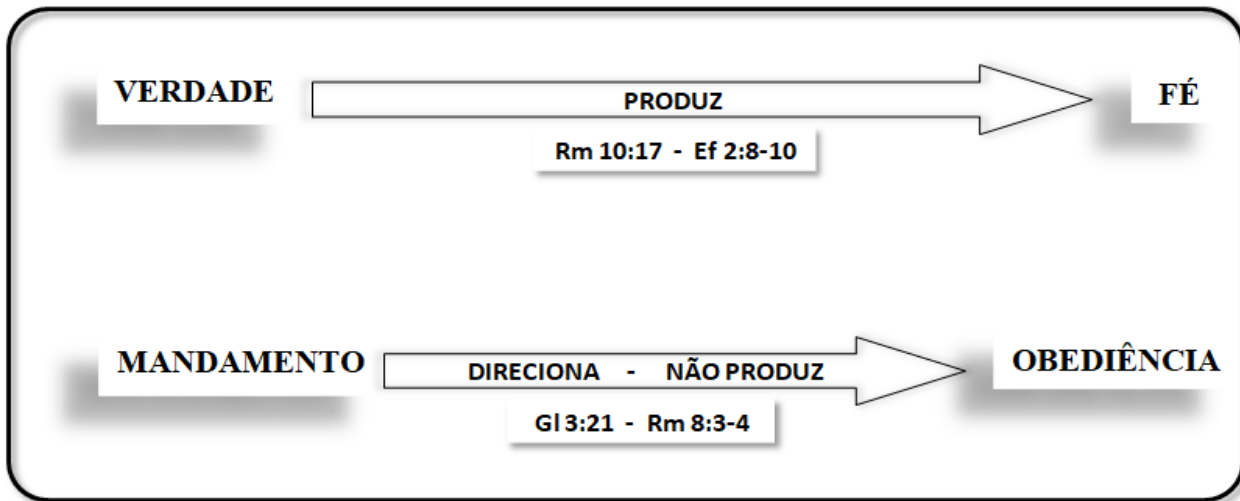 VERDADE PRODUZ FÉ
Rm 10:17 - Ef 2:8-10
MANDAMENTO DIRECIONA - NÃO PRODUZ OBEDIÊNCIA
Gl 3:21 - Rm 8:3-4